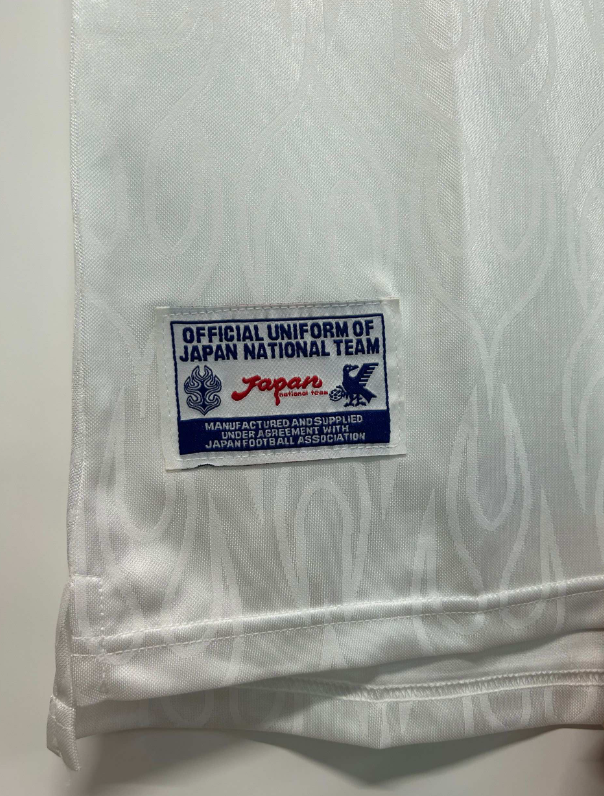 OFFICIAL UNIFORM OF
JAPAN NATIONAL TEAM
Japan
national team
MANUFACTURED AND SUPPLIED
UNDER AGREEMENT WITH
JAPAN FOOTBALL ASSOCIATION